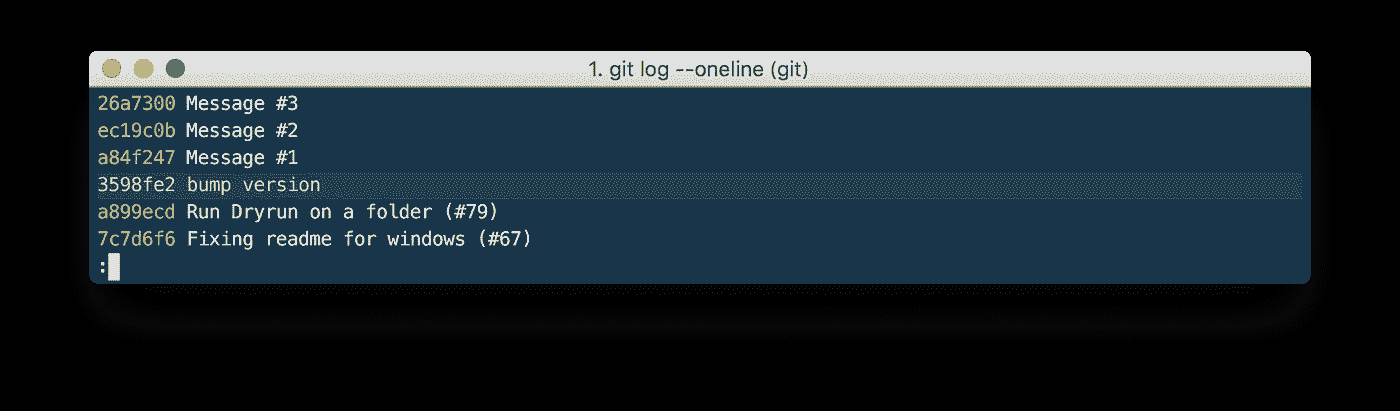 1. git log --oneline (git)
26a7300 Message #3
ec19c0b Message #2
a84f247 Message #1
3598fe2 bump version
a899ecd Run Dryrun on a folder (#79)
7c7d6f6 Fixing readme for windows (#67)
: